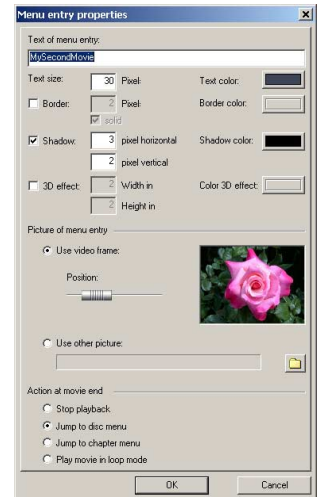 Menu entry properties
Text of menu entry:
MySecondMovie
Text size: 30 Pixel Text color:
Border: 2 Pixel Border color:
solid
Shadow: 3 pixel horizontal Shadow color:
2 pixel vertical
3D effect: 2 Width in Color 3D effect:
2 Height in
Picture of menu entry
Use video frame:
Position:
Use other picture:
Action at movie end
Stop playback
Jump to disc menu
Jump to chapter menu
Play movie in loop mode
OK Cancel